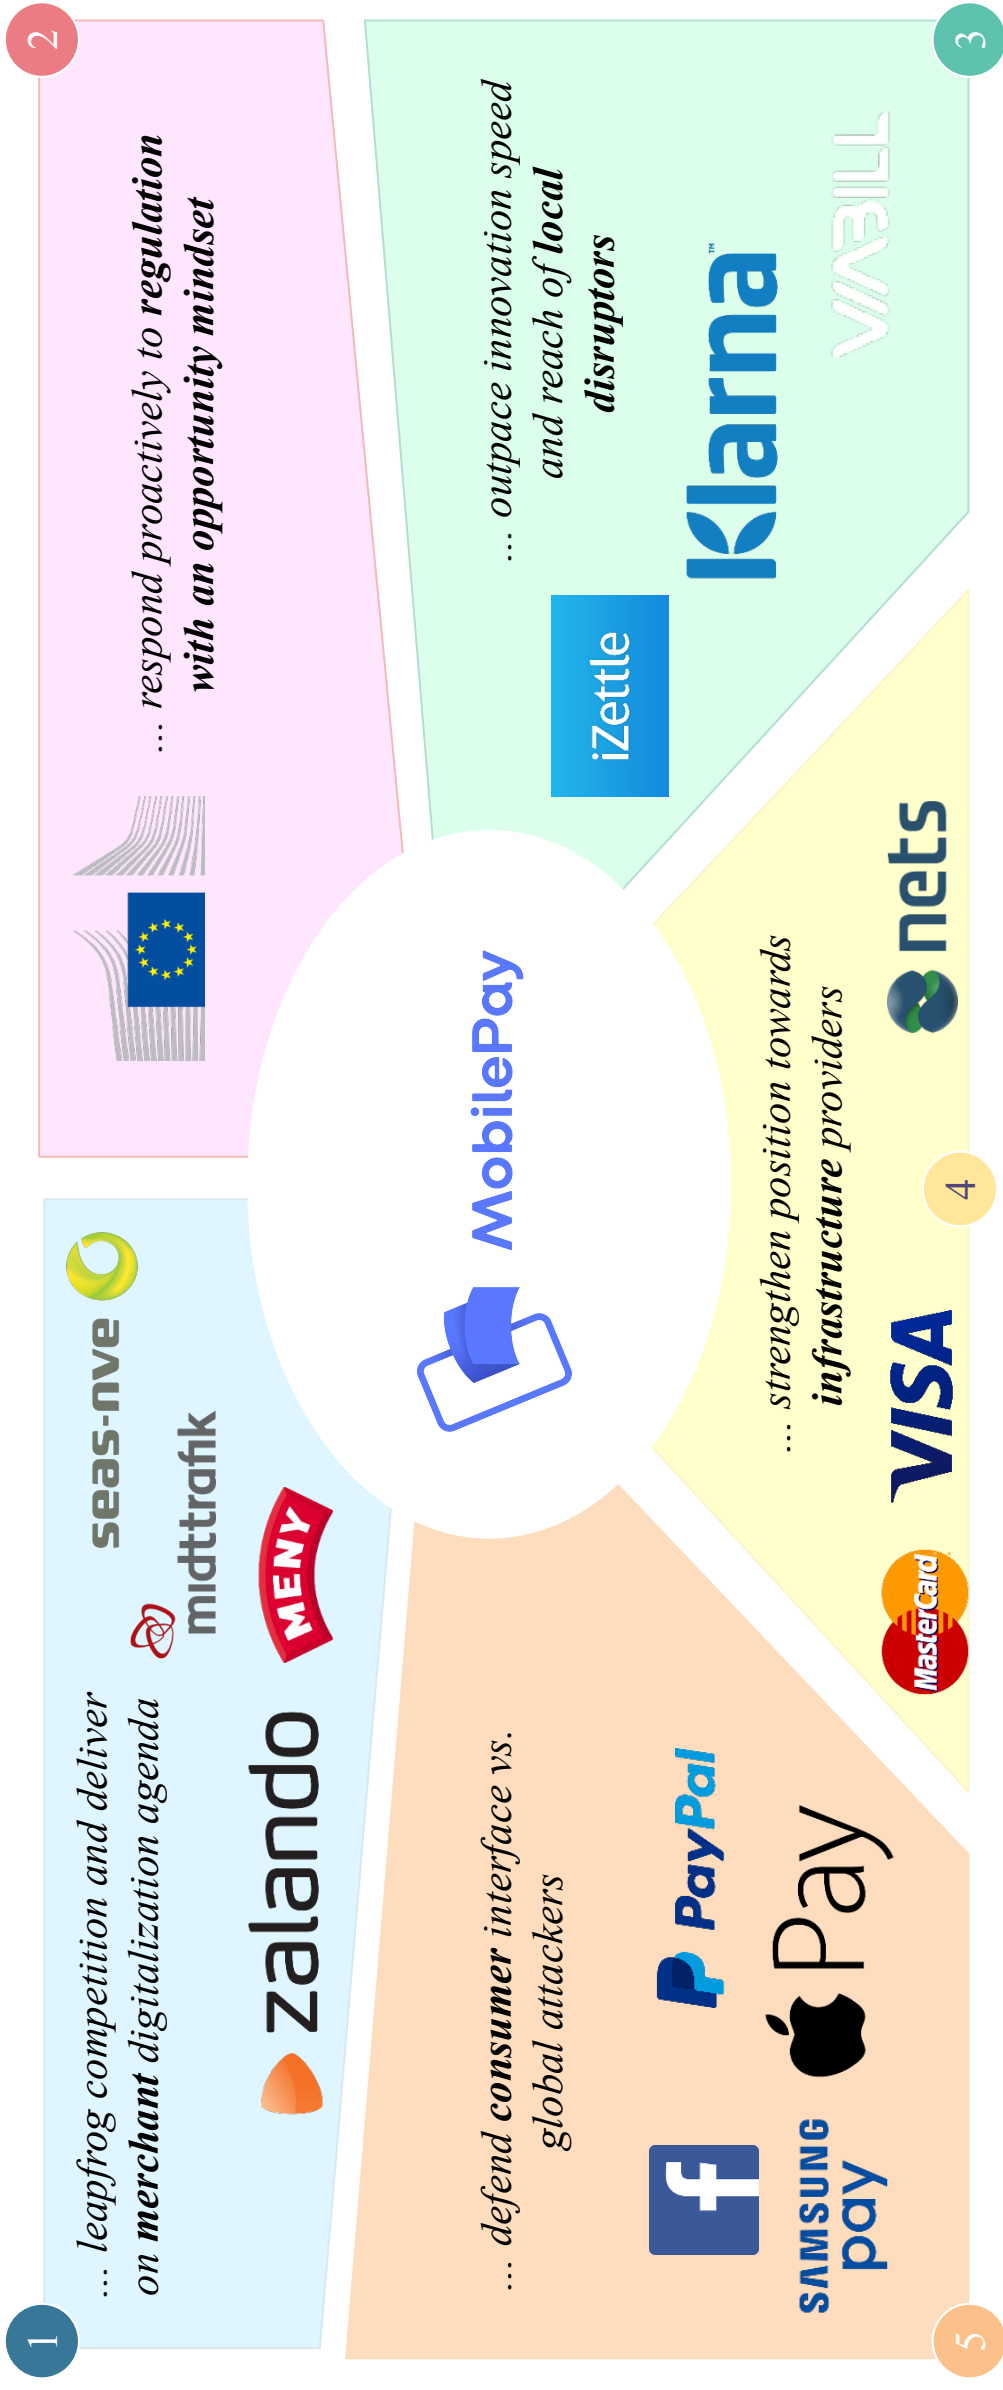 1
... leapfrog competition and deliver
on merchant digitalization agenda
seas-nve
midttrafik
MENY
zalando
2
... respond proactively to regulation
with an opportunity mindset
MobilePay
3
... outpace innovation speed
and reach of local
disruptors
iZettle
Klarna™
VIABILL
4
... strengthen position towards
infrastructure providers
MasterCard
VISA
nets
5
... defend consumer interface vs.
global attackers
f
PayPal
SAMSUNG
pay
Pay